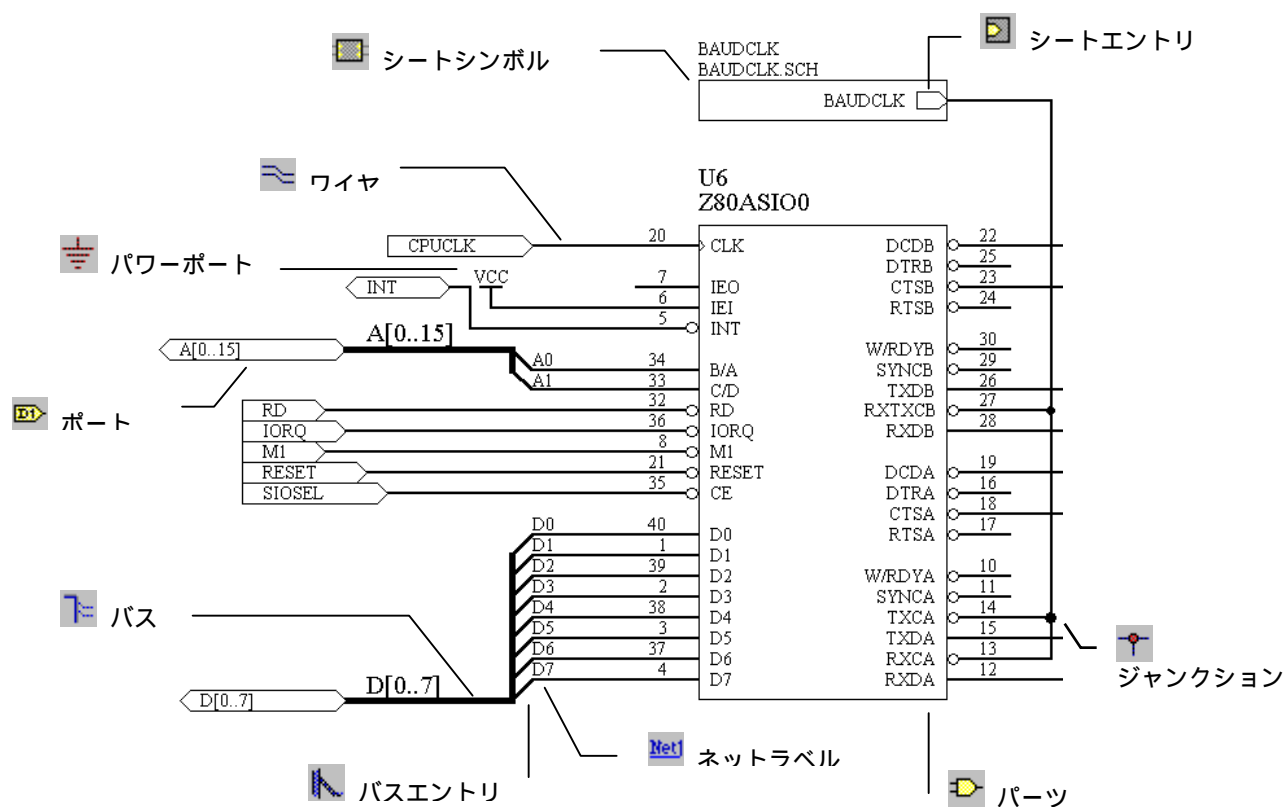 シートシンボル
BAUDCLK
BAUDCLK.SCH
BAUDCLK
シートエントリ
ワイヤ
U6
Z80ASIO0
パワーポート
CPUCLK
20
CLK
DCDB
22
DTRB
25
VCC
INT
7
IEO
CTSB
23
6
IEI
RTSB
24
5
INT
A[0..15]
A[0..15]
W/RDYB
30
A0
34
B/A
SYNCB
29
A1
33
C/D
TXDB
26
ポート
RD
32
RD
RXTXCB
27
IORQ
36
IORQ
RXDB
28
M1
8
M1
RESET
21
RESET
DCDA
19
SIOSEL
35
CE
DTRA
16
CTSA
18
D0
40
D0
RTSA
17
D1
1
D1
D2
39
D2
W/RDYA
10
D3
2
D3
SYNCA
11
バス
D4
38
D4
TXCA
14
D5
3
D5
TXDA
15
D6
37
D6
RXCA
13
D7
4
D7
RXDA
12
ジャンクション
D[0..7]
D[0..7]
Net1
ネットラベル
バスエントリ
パーツ
D1